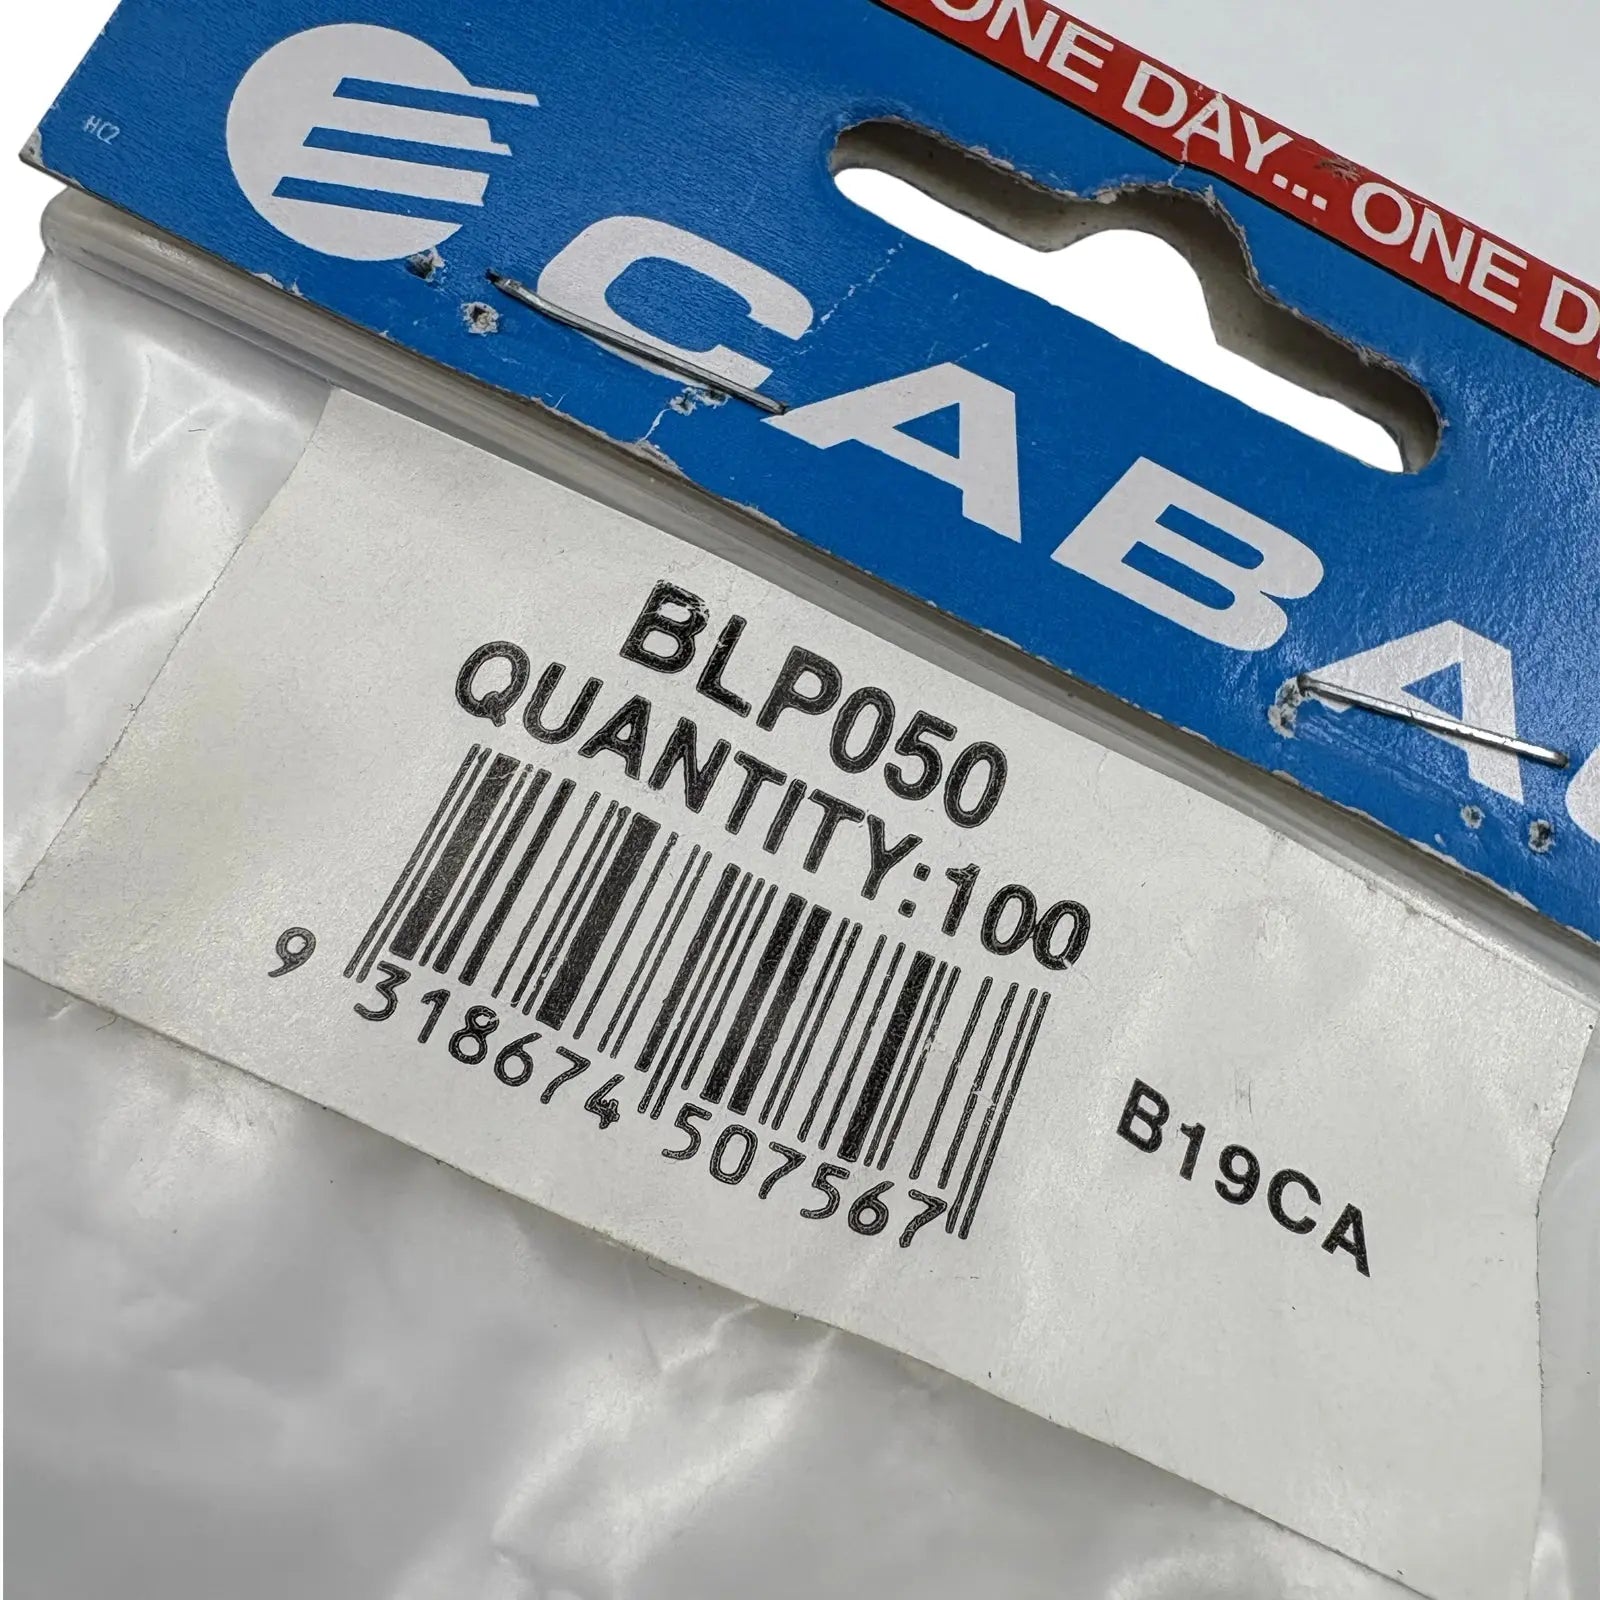 ONE DAY... ONE D
HC2
CABA
BLP050
QUANTITY:100
9 318674 507567
B19CA